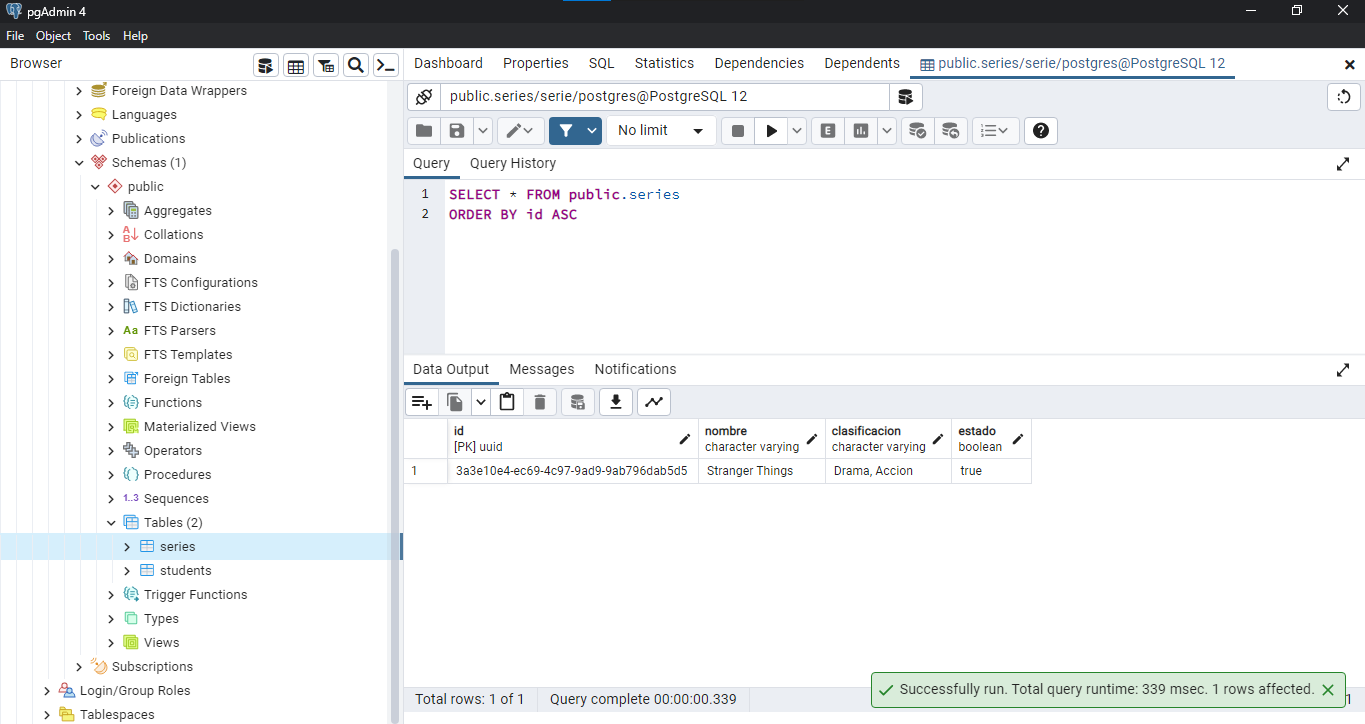 pgAdmin 4
File Object Tools Help
Browser
Dashboard Properties SQL Statistics Dependencies Dependents public.series/serie/postgres@PostgreSQL 12
Foreign Data Wrappers
Languages
Publications
Schemas (1)
public
Aggregates
Collations
Domains
FTS Configurations
FTS Dictionaries
Aa FTS Parsers
FTS Templates
Foreign Tables
Functions
Materialized Views
Operators
Procedures
1..3 Sequences
Tables (2)
series
students
Trigger Functions
Types
Views
Subscriptions
Login/Group Roles
Tablespaces
public.series/serie/postgres@PostgreSQL 12
No limit
E
Query Query History
1 SELECT * FROM public.series
2 ORDER BY id ASC
Data Output Messages Notifications
id nombre clasificacion estado
[PK] uuid character varying character varying boolean
1 3a3e10e4-ec69-4c97-9ad9-9ab796dab5d5 Stranger Things Drama, Accion true
Total rows: 1 of 1 Query complete 00:00:00.339
Successfully run. Total query runtime: 339 msec. 1 rows affected.